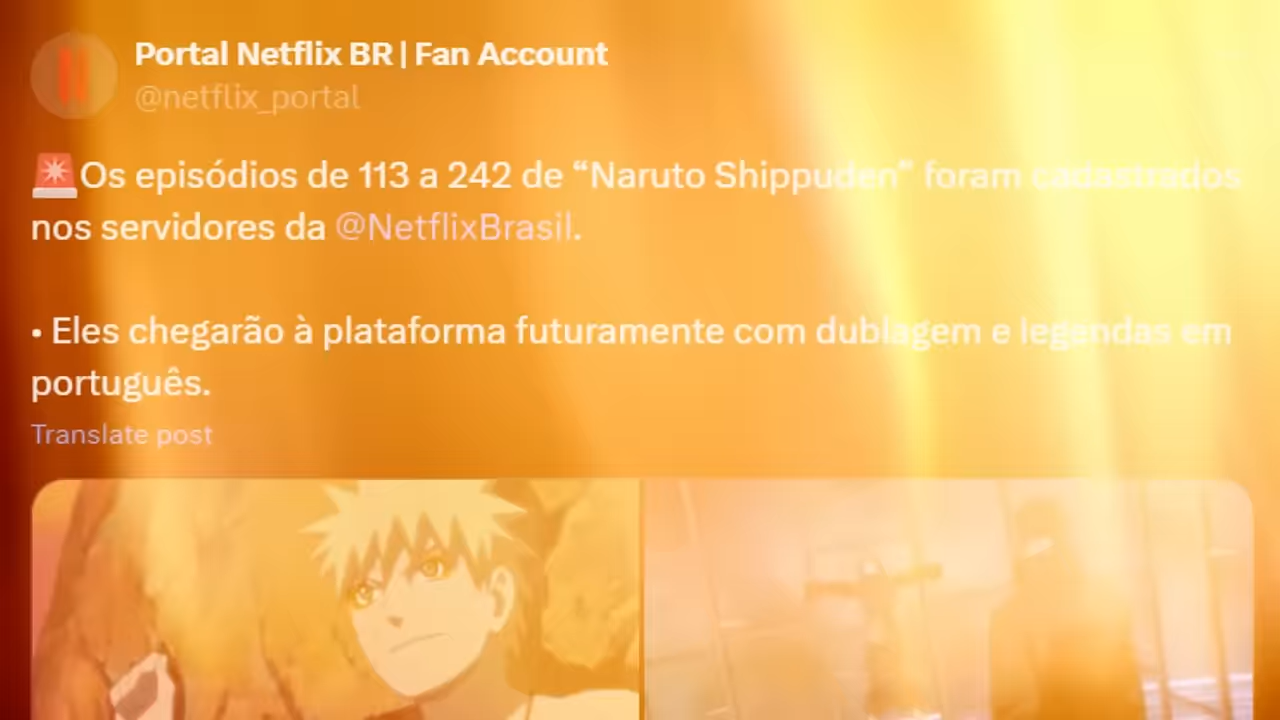 Portal Netflix BR | Fan Account
@netflix_portal
🚨Os episódios de 113 a 242 de “Naruto Shippuden” foram cadastrados
nos servidores da @NetflixBrasil.
• Eles chegarão à plataforma futuramente com dublagem e legendas em
português.
Translate post